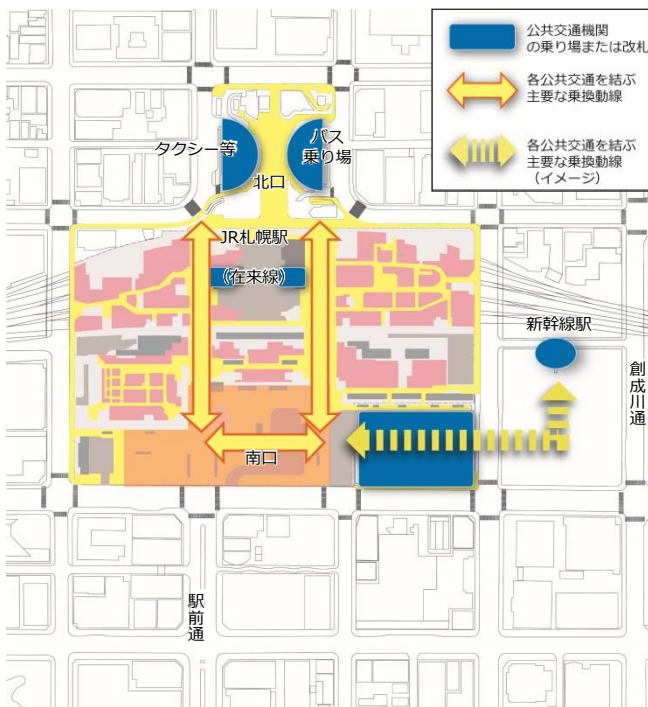 公共交通機関
の乗り場または改札
各公共交通を結ぶ
主要な乗換動線
各公共交通を結ぶ
主要な乗換動線
（イメージ）
タクシー等
バス
乗り場
北口
JR札幌駅
（在来線）
新幹線駅
創成川通
南口
駅前通